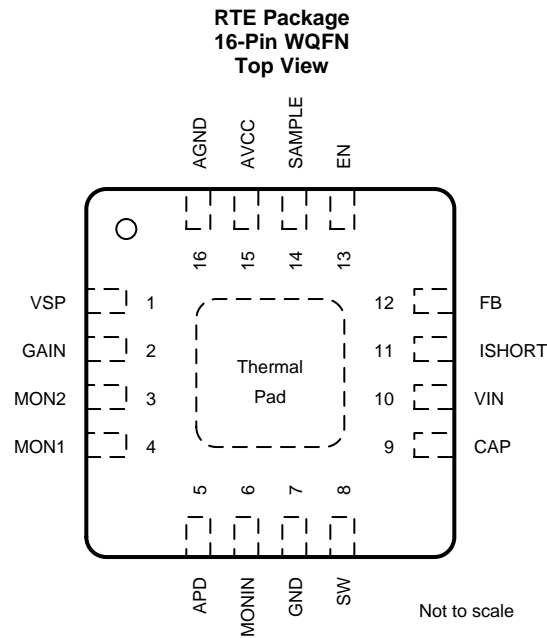 RTE Package
16-Pin WQFN
Top View
AGND
AVCC
SAMPLE
EN
16
15
14
13
VSP 1
GAIN 2
MON2 3
MON1 4
12 FB
11 ISHORT
10 VIN
9 CAP
Thermal
Pad
5
6
7
8
APD
MONIN
GND
SW
Not to scale